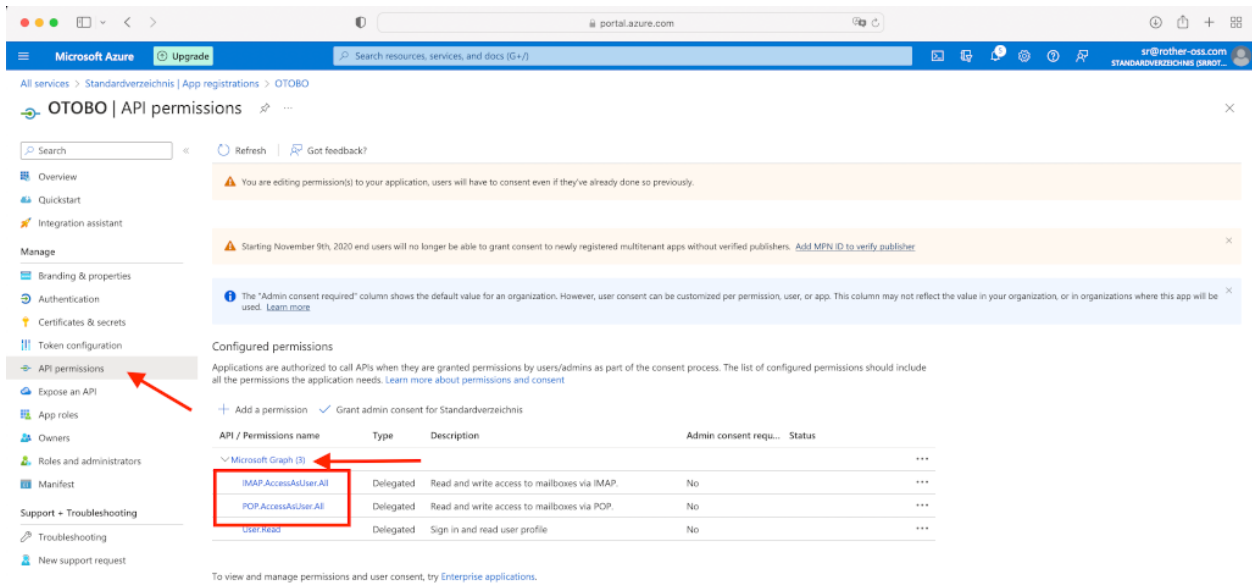 portal.azure.com
Microsoft Azure
Upgrade
Search resources, services, and docs (G+/)
5
sr@rother-oss.com
STANDARDVERZEICHNIS (SRROT...
All services > Standardverzeichnis | App registrations > OTOBO
OTOBO | API permissions
Search
Refresh
Got feedback?
Overview
Quickstart
Integration assistant
Manage
Branding & properties
Authentication
Certificates & secrets
Token configuration
API permissions
Expose an API
App roles
Owners
Roles and administrators
Manifest
Support + Troubleshooting
Troubleshooting
New support request
You are editing permission(s) to your application, users will have to consent even if they've already done so previously.
Starting November 9th, 2020 end users will no longer be able to grant consent to newly registered multitenant apps without verified publishers. Add MPN ID to verify publisher
The "Admin consent required" column shows the default value for an organization. However, user consent can be customized per permission, user, or app. This column may not reflect the value in your organization, or in organizations where this app will be
used. Learn more
Configured permissions
Applications are authorized to call APIs when they are granted permissions by users/admins as part of the consent process. The list of configured permissions should include
all the permissions the application needs. Learn more about permissions and consent
Add a permission
Grant admin consent for Standardverzeichnis
API / Permissions name Type Description Admin consent requ... Status
Microsoft Graph (3)
IMAP.AccessAsUser.All Delegated Read and write access to mailboxes via IMAP. No
POP.AccessAsUser.All Delegated Read and write access to mailboxes via POP. No
User.Read Delegated Sign in and read user profile No
To view and manage permissions and user consent, try Enterprise applications.